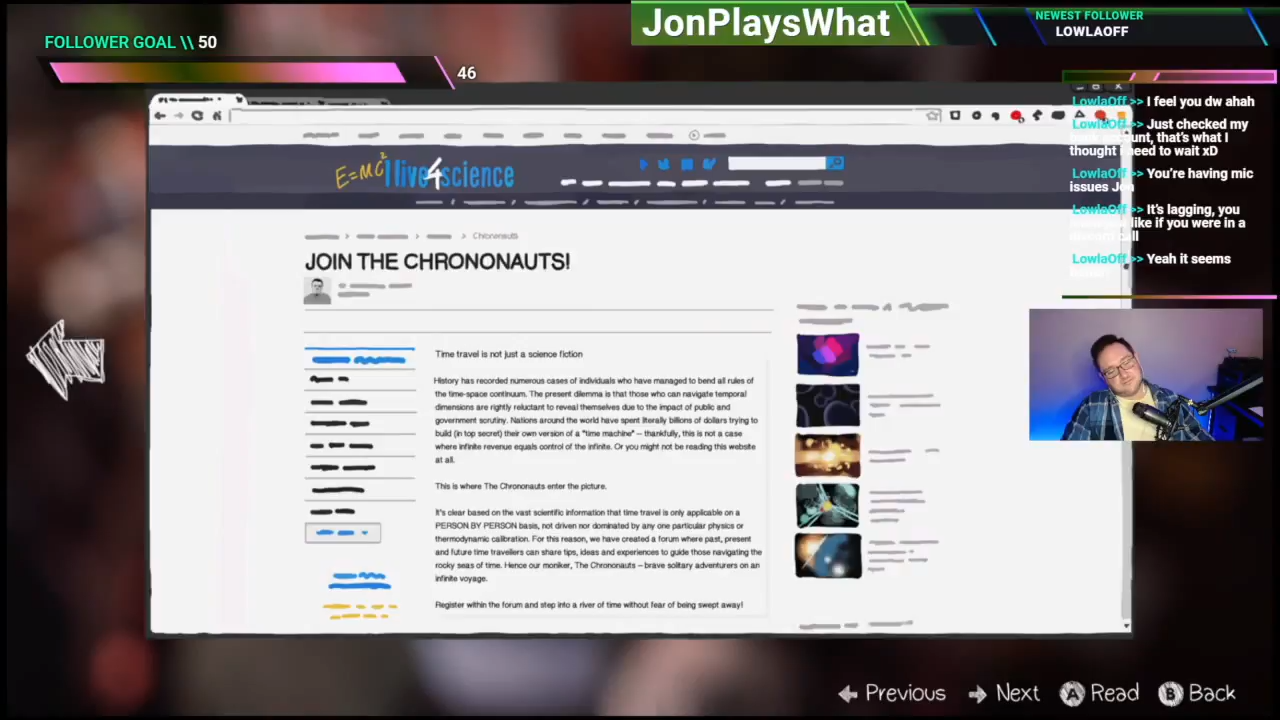 JonPlaysWhat
NEWEST FOLLOWER
LOWLAOFF
FOLLOWER GOAL \\ 50
46
LowlaOff >> I feel you dw ahah
LowlaOff >> Just checked my
account, that's what I
thought I need to wait xD
LowlaOff >> You're having mic
issues Jon
LowlaOff >> It's lagging, you
like if you were in a
call
LowlaOff >> Yeah it seems
E=MC² live4science
Chrononauts
JOIN THE CHRONONAUTS!
Time travel is not just a science fiction
History has recorded numerous cases of individuals who have managed to bend all rules of
the time-space continuum. The present dilemma is that those who can navigate temporal
dimensions are rightly reluctant to reveal themselves due to the impact of public and
government scrutiny. Nations around the world have spent literally billions of dollars trying to
build (in top secret) their own version of a "time machine" – thankfully, this is not a case
where infinite revenue equals control of the infinite. Or you might not be reading this website
at all.
This is where The Chrononauts enter the picture.
It's clear based on the vast scientific information that time travel is only applicable on a
PERSON BY PERSON basis, not driven nor dominated by any one particular physics or
thermodynamic calibration. For this reason, we have created a forum where past, present
and future time travellers can share tips, ideas and experiences to guide those navigating the
rocky seas of time. Hence our moniker, The Chrononauts – brave solitary adventurers on an
infinite voyage.
Register within the forum and step into a river of time without fear of being swept away!
Previous Next A Read B Back